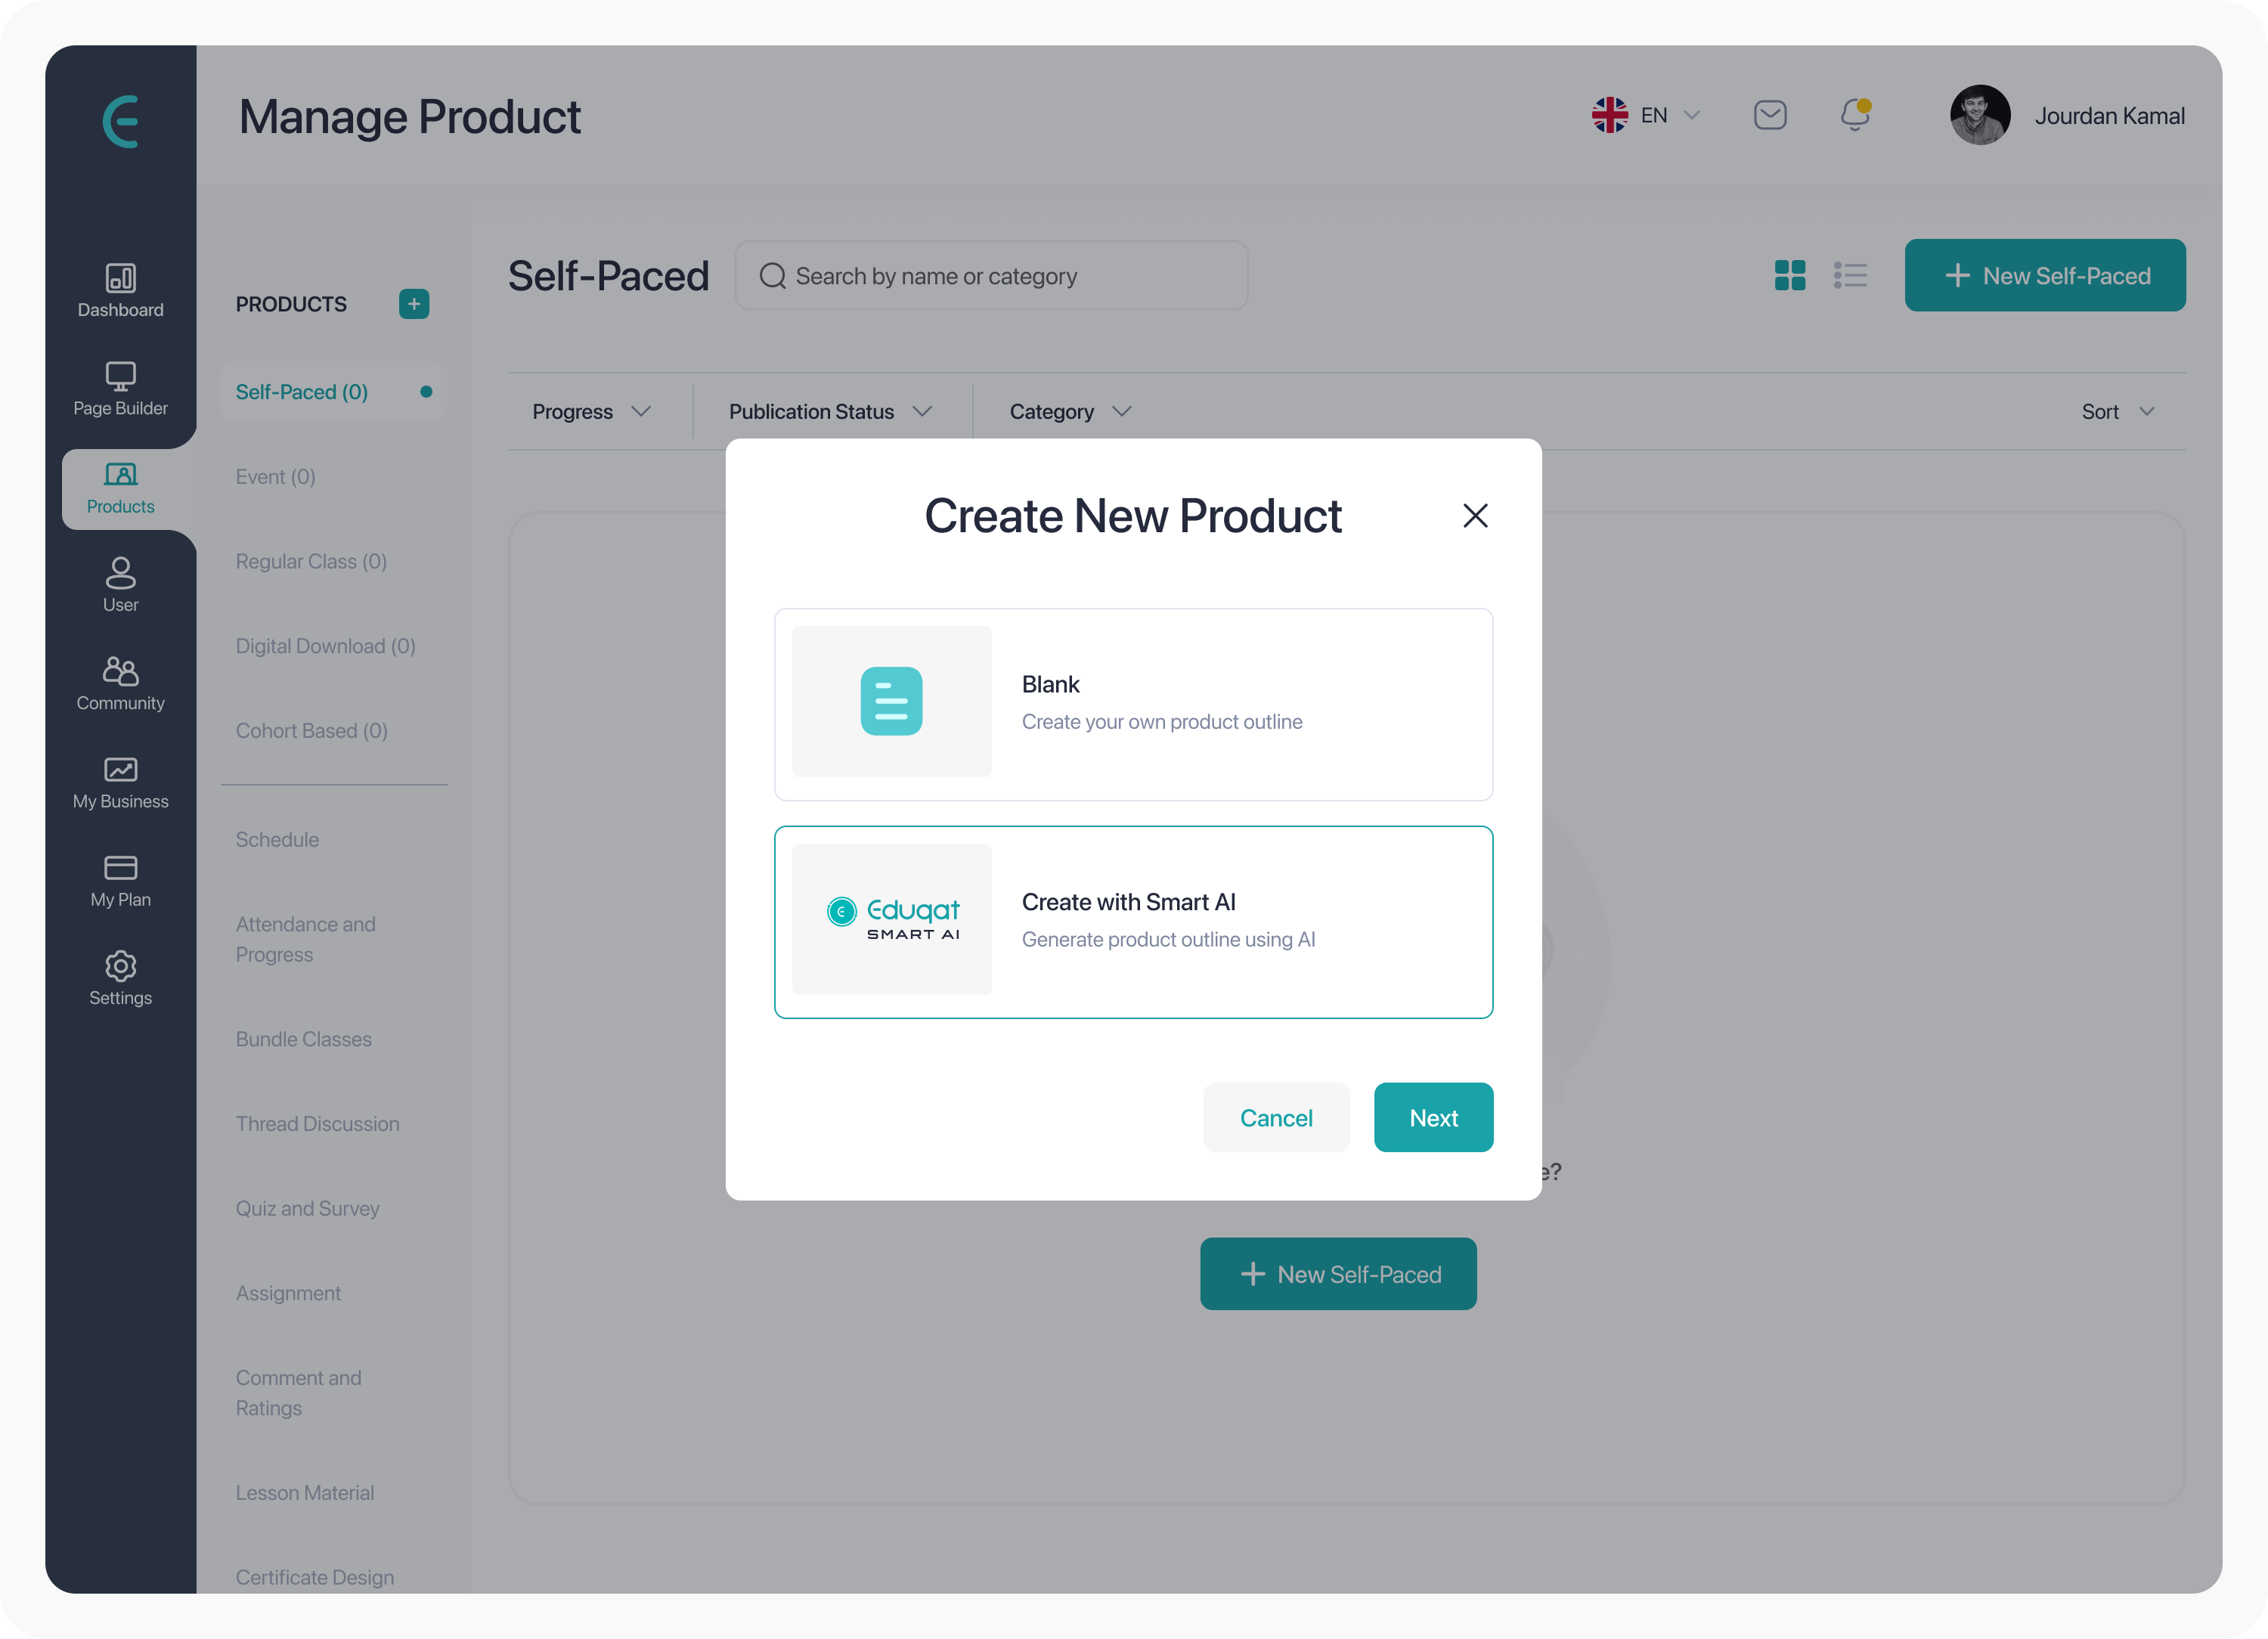 Manage Product
EN
Jourdan Kamal
Dashboard
Page Builder
Products
User
Community
My Business
My Plan
Settings
PRODUCTS
Self-Paced (0)
Event (0)
Regular Class (0)
Digital Download (0)
Cohort Based (0)
Schedule
Attendance and
Progress
Bundle Classes
Thread Discussion
Quiz and Survey
Assignment
Comment and
Ratings
Lesson Material
Certificate Design
Self-Paced
Search by name or category
New Self-Paced
Progress
Publication Status
Category
Sort
Create New Product
Blank
Create your own product outline
Eduqat
SMART AI
Create with Smart AI
Generate product outline using AI
Cancel
Next
e?
New Self-Paced